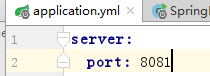 application.yml
Spring
1 server:
2 port: 8081